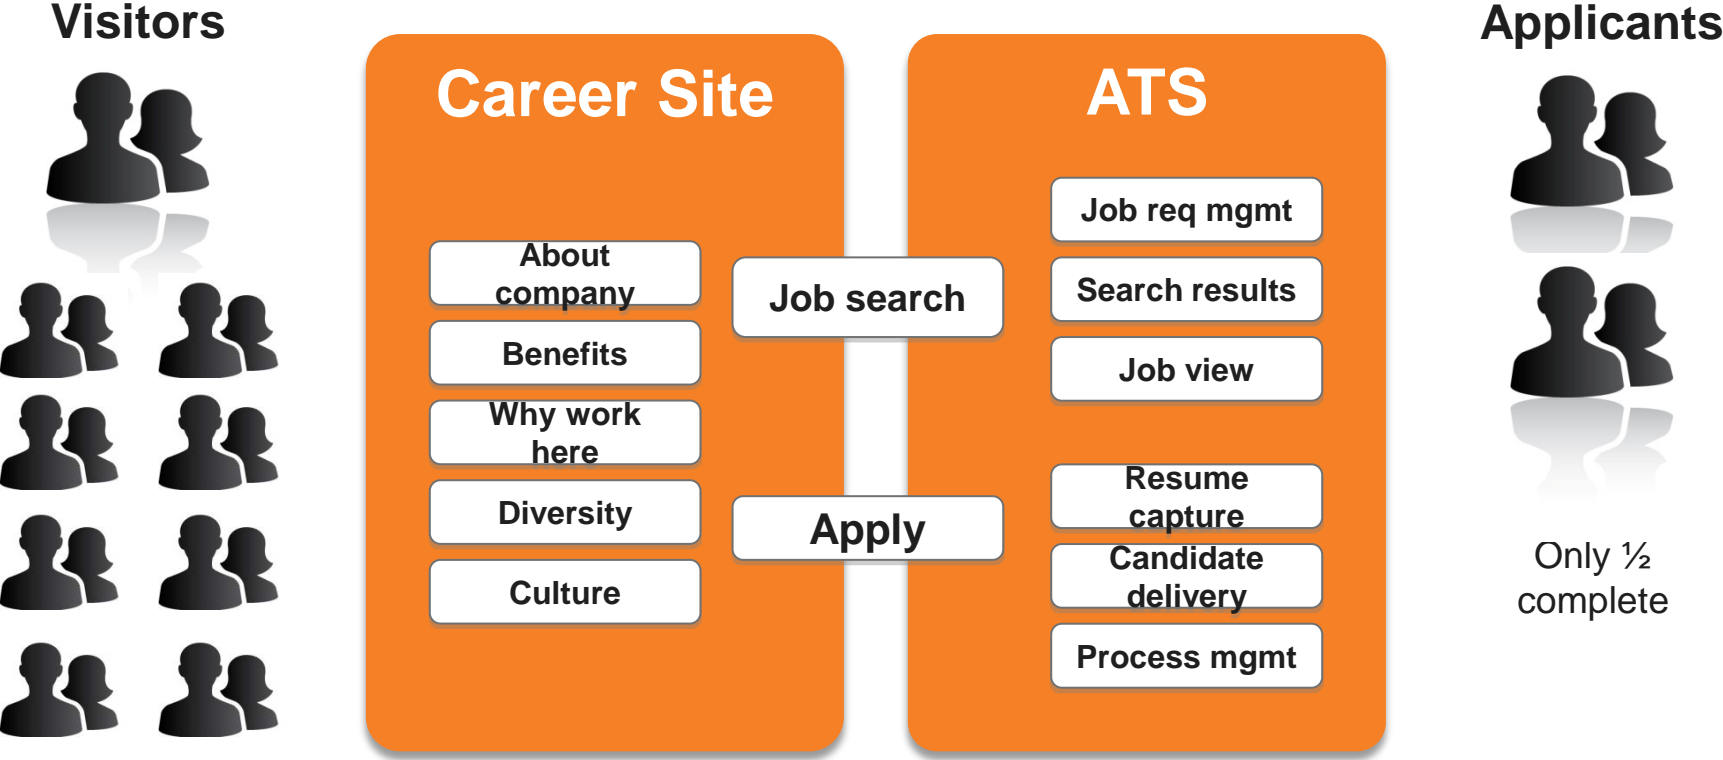 Visitors
Career Site
About
company
Benefits
Why work
here
Diversity
Culture
Job search
Apply
ATS
Job req mgmt
Search results
Job view
Resume
capture
Candidate
delivery
Process mgmt
Applicants
Only ½
complete